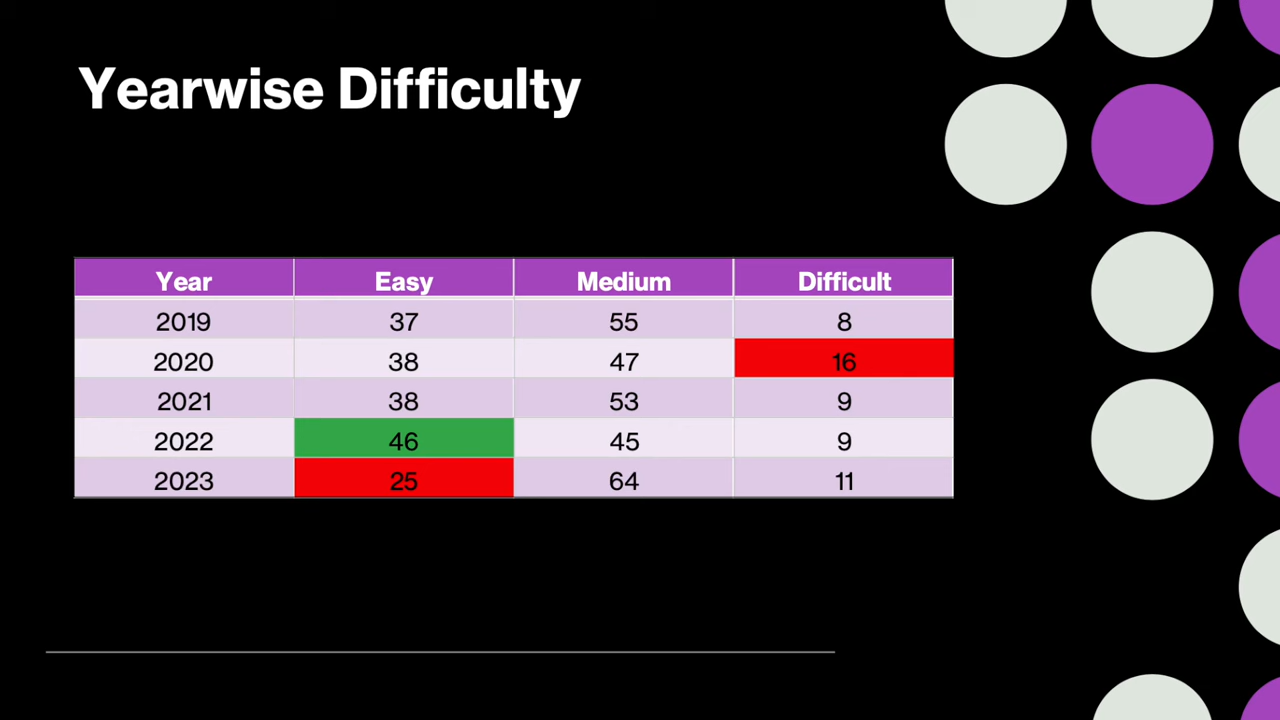 Yearwise Difficulty
Year Easy Medium Difficult
2019 37 55 8
2020 38 47 16
2021 38 53 9
2022 46 45 9
2023 25 64 11